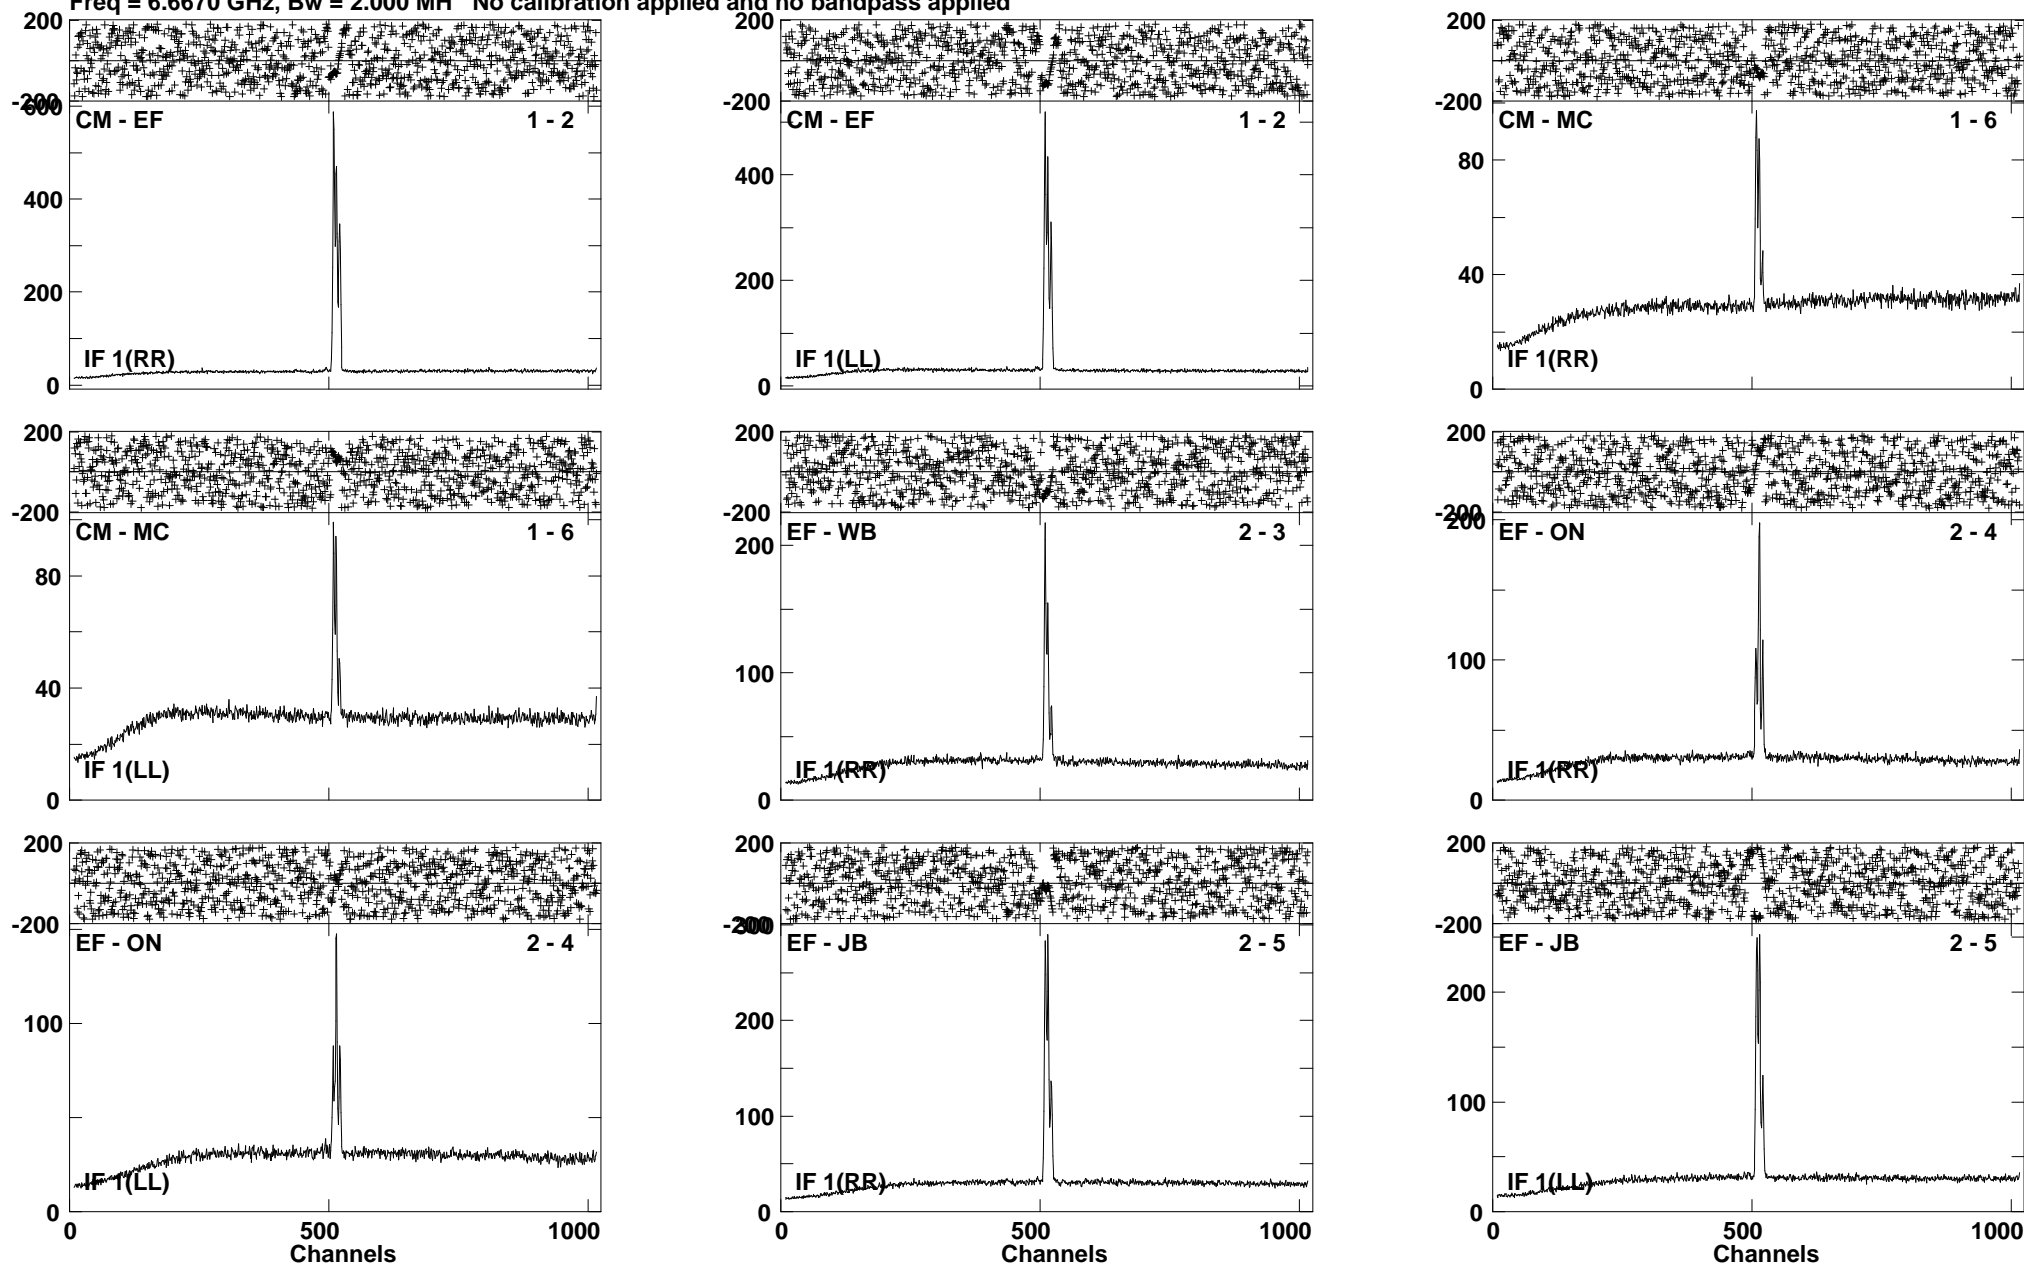 Freq = 6.6670 GHz, Bw = 2.000 MH No calibration applied and no bandpass applied
200
-200
600
400
200
0
CM - EF
1 - 2
IF 1(RR)
200
-200
400
200
0
CM - EF
1 - 2
IF 1(LL)
200
-200
80
40
0
CM - MC
1 - 6
IF 1(RR)
200
-200
80
40
0
CM - MC
1 - 6
IF 1(LL)
200
-200
200
100
0
EF - WB
2 - 3
IF 1(RR)
200
-200
200
100
0
EF - ON
2 - 4
IF 1(RR)
200
-200
100
0
EF - ON
2 - 4
IF 1(LL)
0 500 1000
Channels
200
-200
300
200
100
0
EF - JB
2 - 5
IF 1(RR)
0 500 1000
Channels
200
-200
200
100
0
EF - JB
2 - 5
IF 1(LL)
0 500 1000
Channels